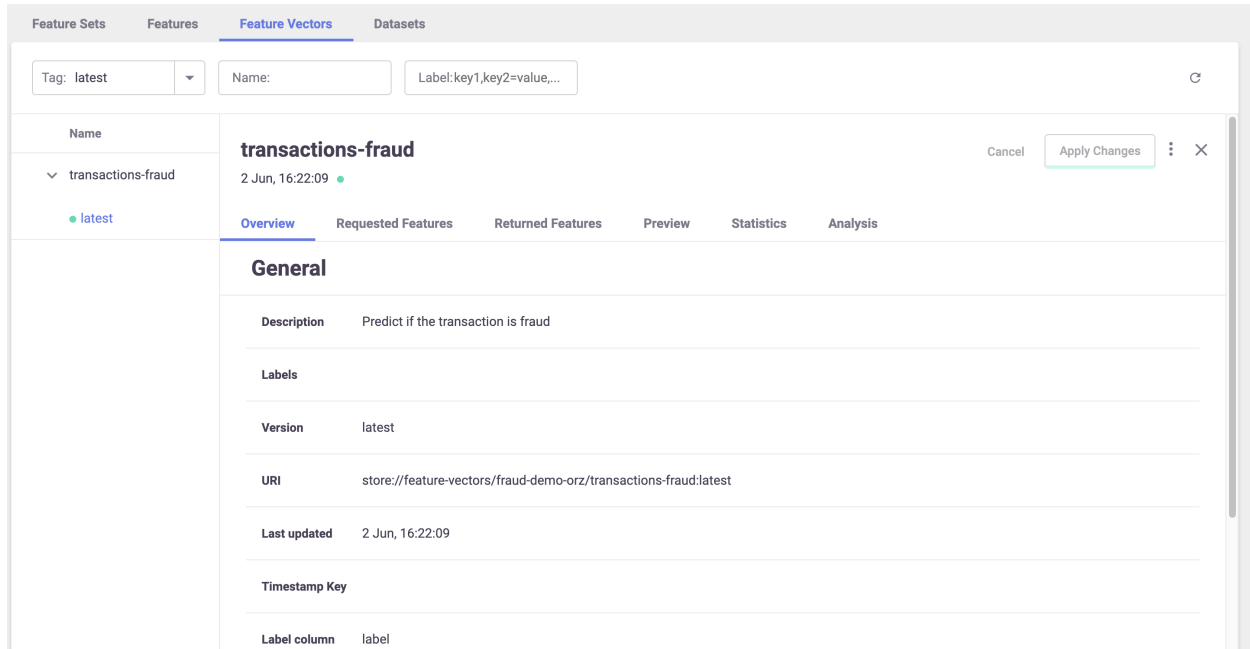 Feature Sets Features Feature Vectors Datasets
Tag: latest Name: Label:key1,key2=value,...
Name
transactions-fraud
latest
transactions-fraud
2 Jun, 16:22:09
Cancel Apply Changes
Overview Requested Features Returned Features Preview Statistics Analysis
General
Description Predict if the transaction is fraud
Labels
Version latest
URI store://feature-vectors/fraud-demo-orz/transactions-fraud:latest
Last updated 2 Jun, 16:22:09
Timestamp Key
Label column label